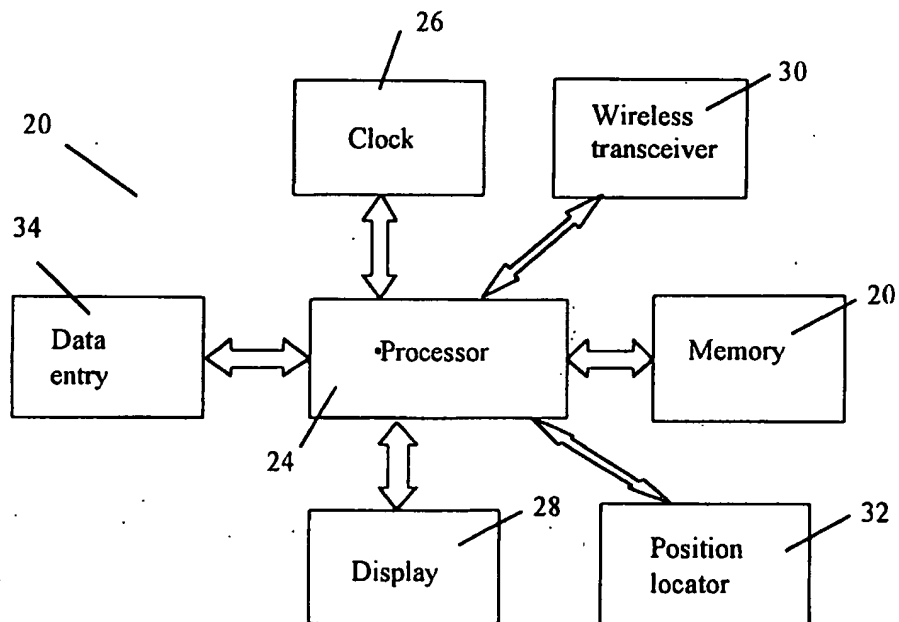 26
30
Clock
Wireless
transceiver
20
34
Data
entry
Processor
20
Memory
24
28
Display
32
Position
locator